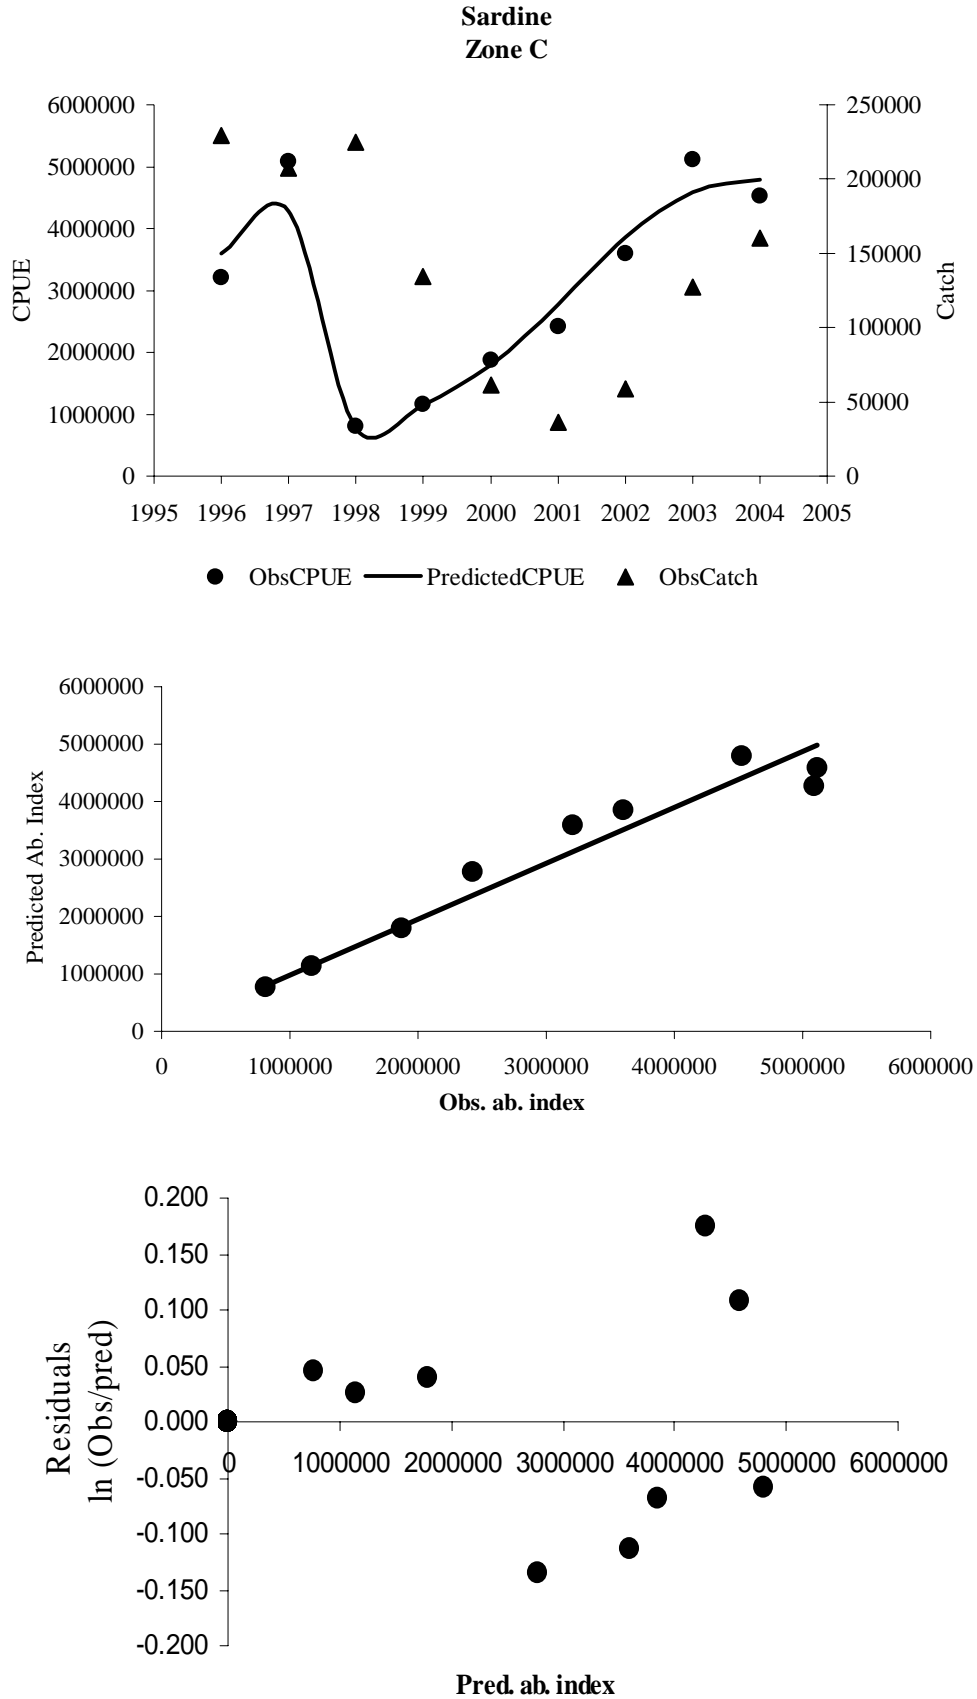 Sardine
Zone C
6000000
5000000
4000000
3000000
2000000
1000000
0
CPUE
250000
200000
150000
100000
50000
0
Catch
1995 1996 1997 1998 1999 2000 2001 2002 2003 2004 2005
ObsCPUE PredictedCPUE ObsCatch
6000000
5000000
4000000
3000000
2000000
1000000
0
Predicted Ab. Index
0 1000000 2000000 3000000 4000000 5000000 6000000
Obs. ab. index
0.200
0.150
0.100
0.050
0.000
-0.050
-0.100
-0.150
-0.200
Residuals
ln (Obs/pred)
0 1000000 2000000 3000000 4000000 5000000 6000000
Pred. ab. index